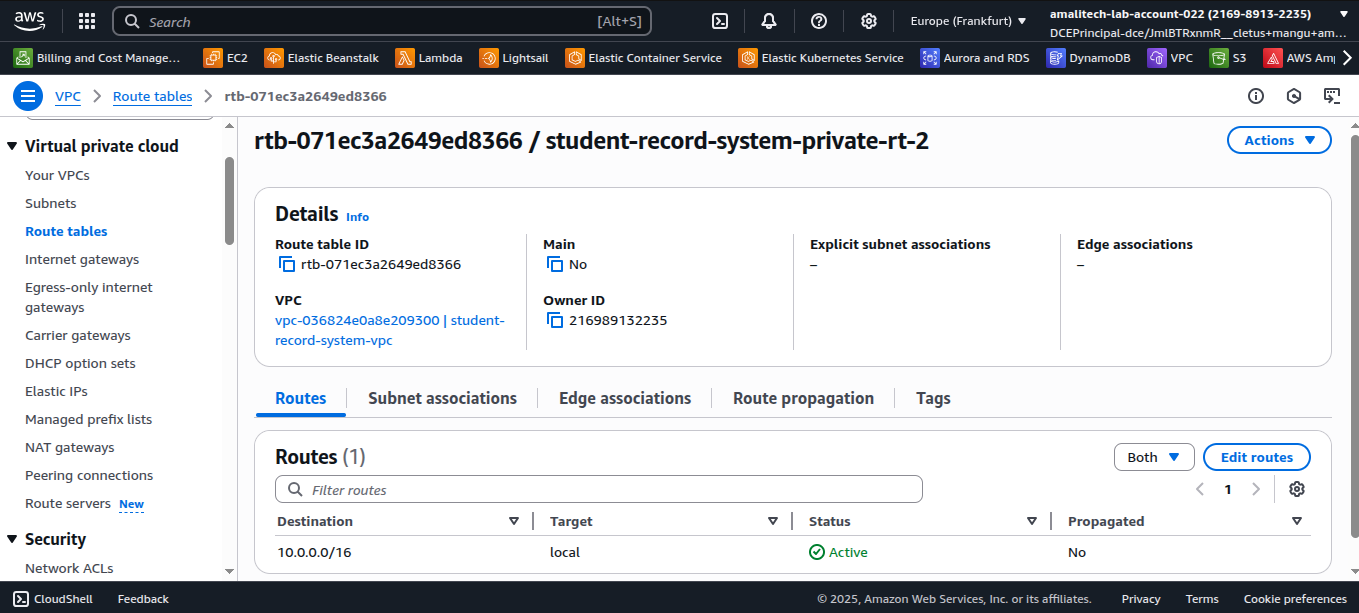 aws
Search
[Alt+S]
Europe (Frankfurt)
amalitech-lab-account-022 (2169-8913-2235)
DCEPrincipal-dce/JmlBTRxnmR__cletus+mangu+am...
Billing and Cost Manage...
EC2
Elastic Beanstalk
Lambda
Lightsail
Elastic Container Service
Elastic Kubernetes Service
Aurora and RDS
DynamoDB
VPC
S3
AWS Am
VPC
Route tables
rtb-071ec3a2649ed8366
Virtual private cloud
Your VPCs
Subnets
Route tables
Internet gateways
Egress-only internet
gateways
Carrier gateways
DHCP option sets
Elastic IPs
Managed prefix lists
NAT gateways
Peering connections
Route servers New
Security
Network ACLs
rtb-071ec3a2649ed8366 / student-record-system-private-rt-2
Actions
Details Info
Route table ID
rtb-071ec3a2649ed8366
Main
No
Explicit subnet associations
–
Edge associations
–
VPC
vpc-036824e0a8e209300 | student-
record-system-vpc
Owner ID
216989132235
Routes
Subnet associations
Edge associations
Route propagation
Tags
Routes (1)
Both
Edit routes
Filter routes
1
Destination
Target
Status
Propagated
10.0.0.0/16
local
Active
No
CloudShell
Feedback
© 2025, Amazon Web Services, Inc. or its affiliates.
Privacy
Terms
Cookie preferences